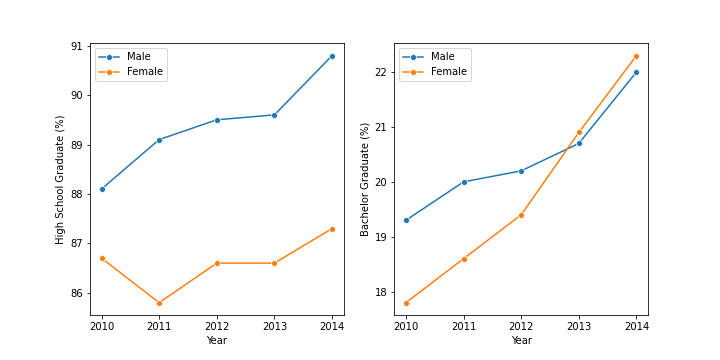 Male
Female
91
90
89
88
87
86
High School Graduate (%)
2010 2011 2012 2013 2014
Year
Male
Female
22
21
20
19
18
Bachelor Graduate (%)
2010 2011 2012 2013 2014
Year